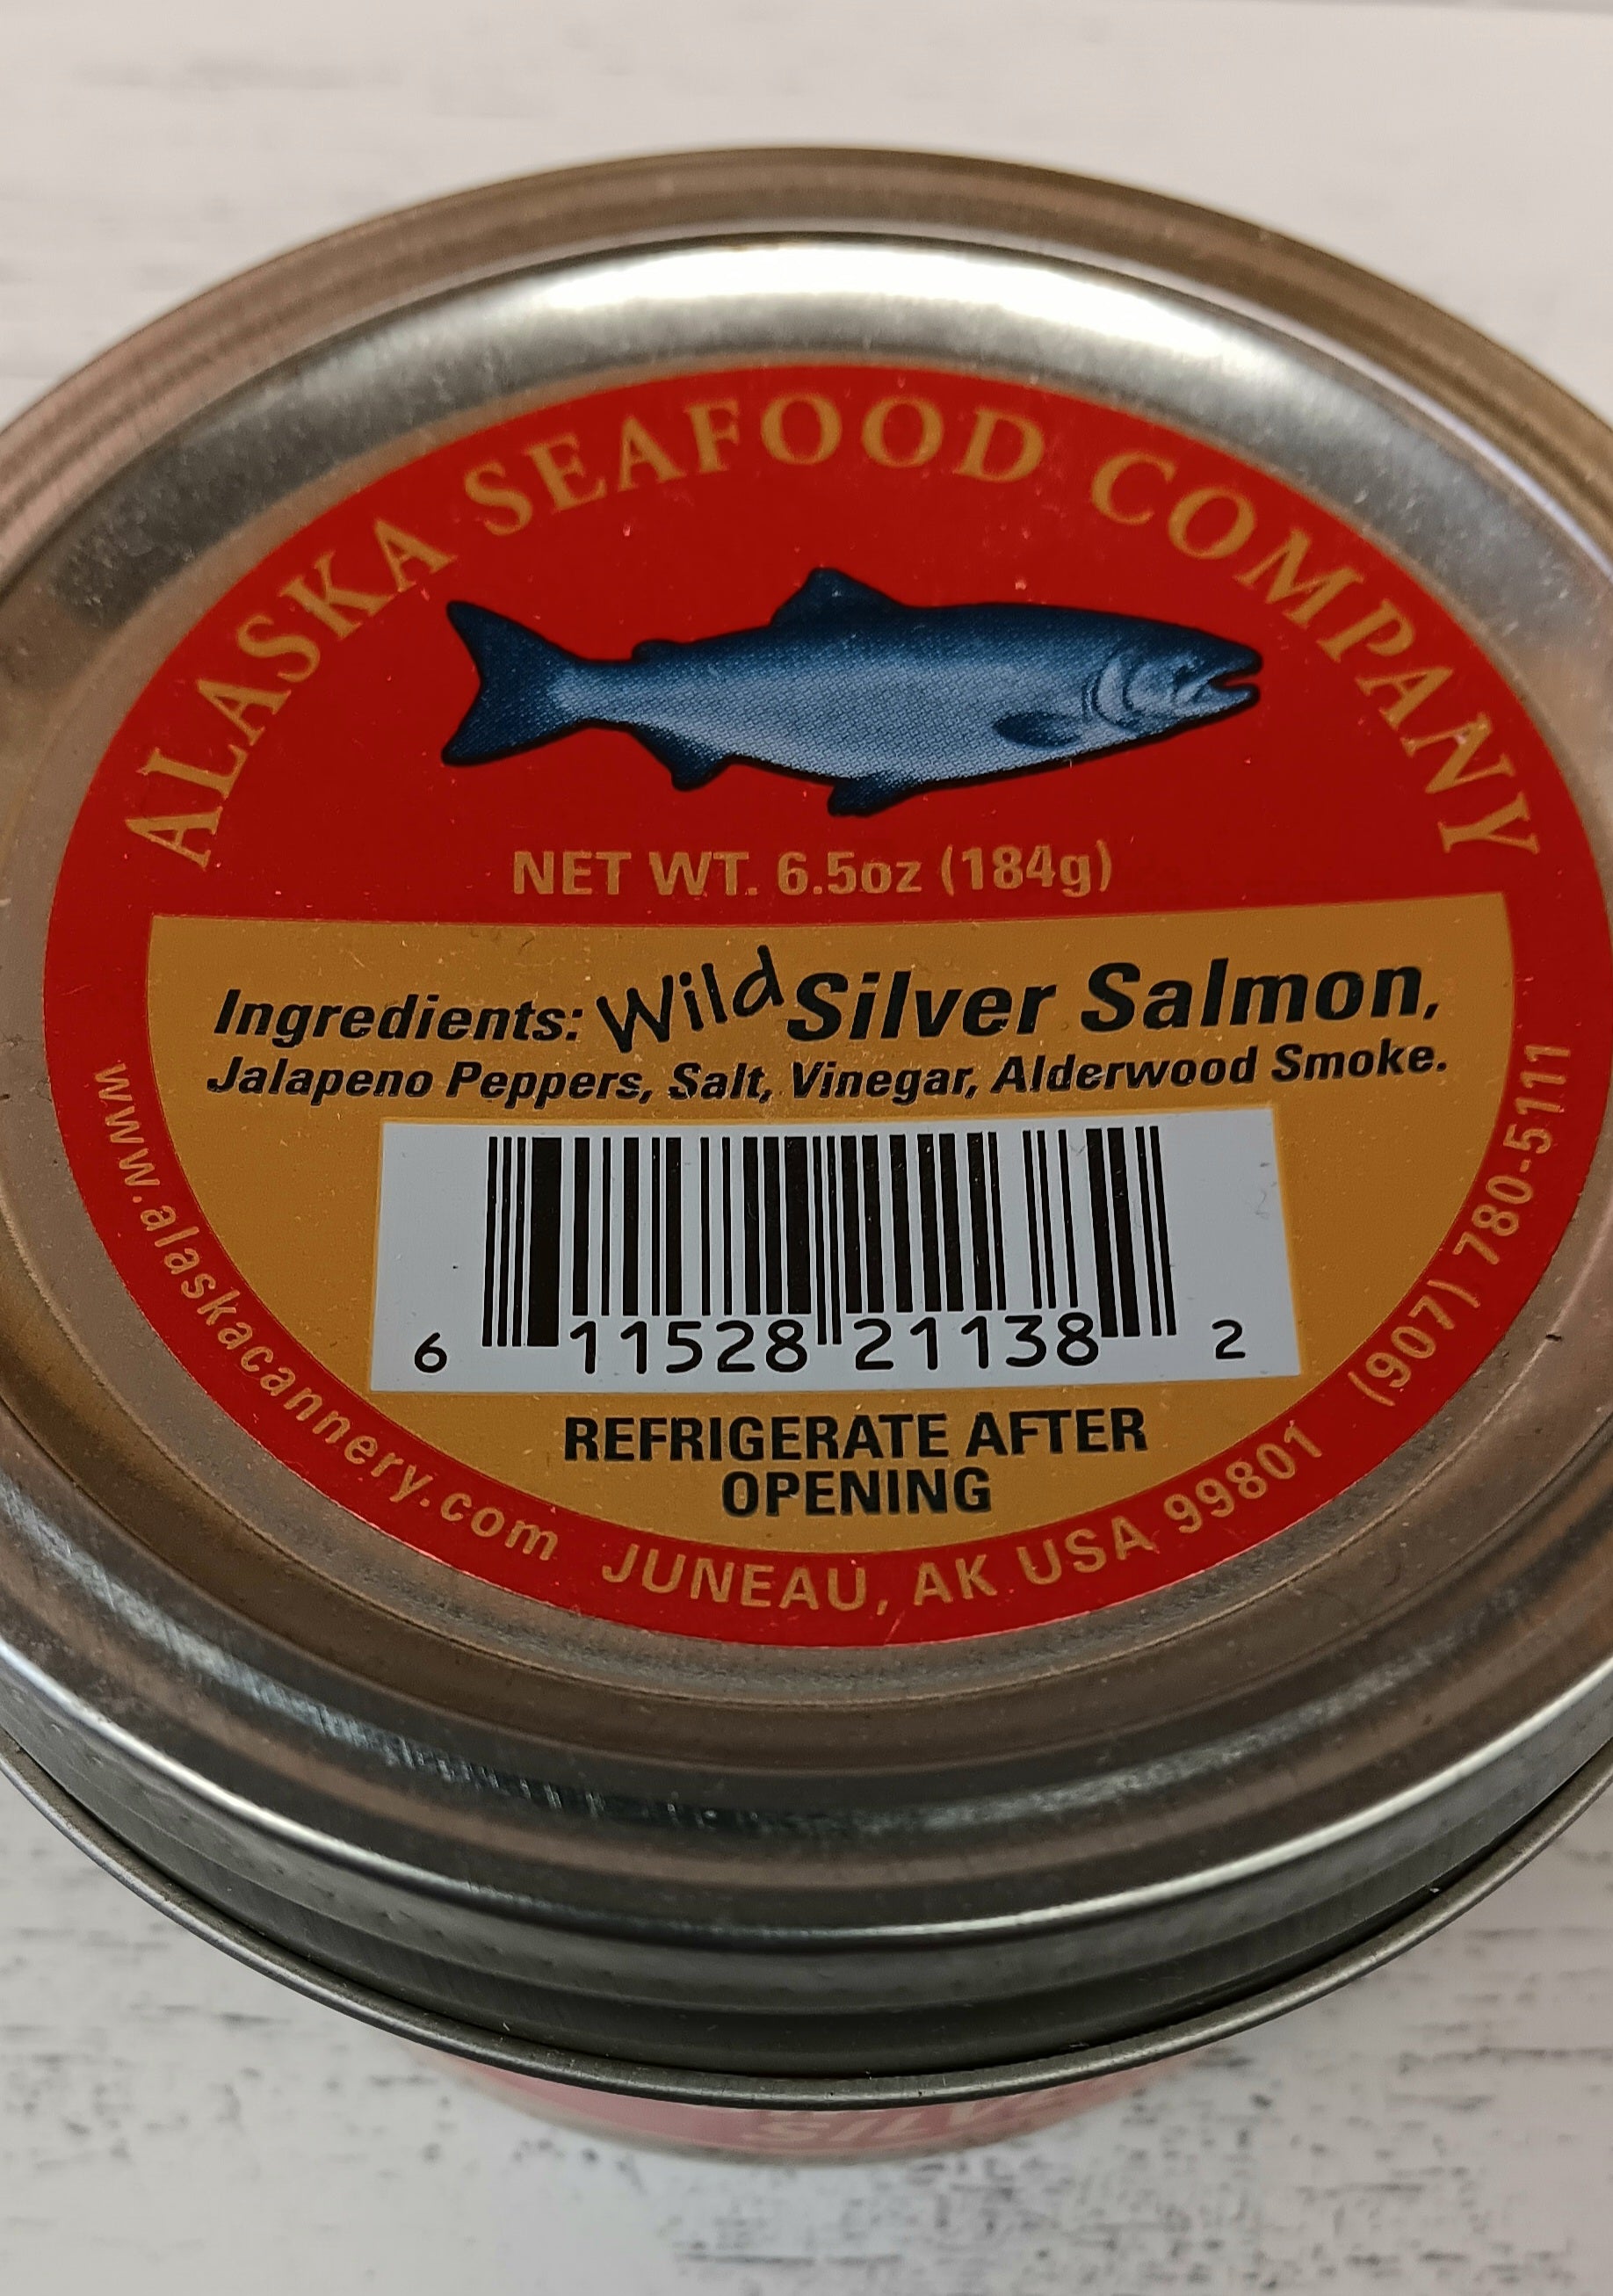 ALASKA SEAFOOD COMPANY
NET WT. 6.5oz (184g)
Ingredients: Wild Silver Salmon,
Jalapeno Peppers, Salt, Vinegar, Alderwood Smoke.
6 11528 21138 2
REFRIGERATE AFTER
OPENING
www.alaskacannery.com JUNEAU, AK USA 99801 (907) 780-5111